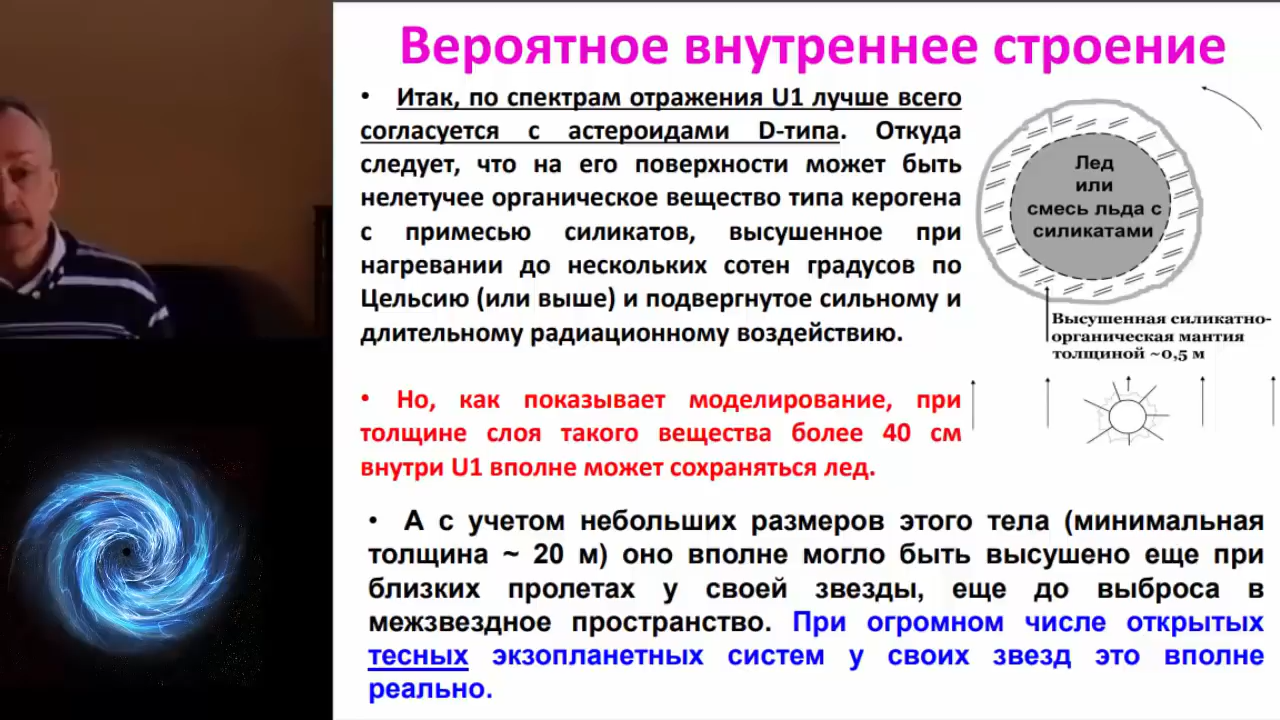 Вероятное внутреннее строение
• Итак, по спектрам отражения U1 лучше всего
согласуется с астероидами D-типа. Откуда
следует, что на его поверхности может быть
нелетучее органическое вещество типа керогена
с примесью силикатов, высушенное при
нагревании до нескольких сотен градусов по
Цельсию (или выше) и подвергнутое сильному и
длительному радиационному воздействию.
Лед
или
смесь льда с
силикатами
Высушенная силикатно-
органическая мантия
толщиной ~0,5 м
• Но, как показывает моделирование, при
толщине слоя такого вещества более 40 см
внутри U1 вполне может сохраняться лед.
• А с учетом небольших размеров этого тела (минимальная
толщина ~ 20 м) оно вполне могло быть высушено еще при
близких пролетах у своей звезды, еще до выброса в
межзвездное пространство. При огромном числе открытых
тесных экзопланетных систем у своих звезд это вполне
реально.